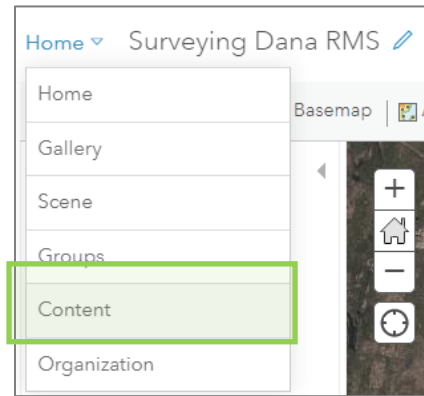 Home Surveying Dana RMS
Home
Basemap
Gallery
Scene
Groups
Content
Organization